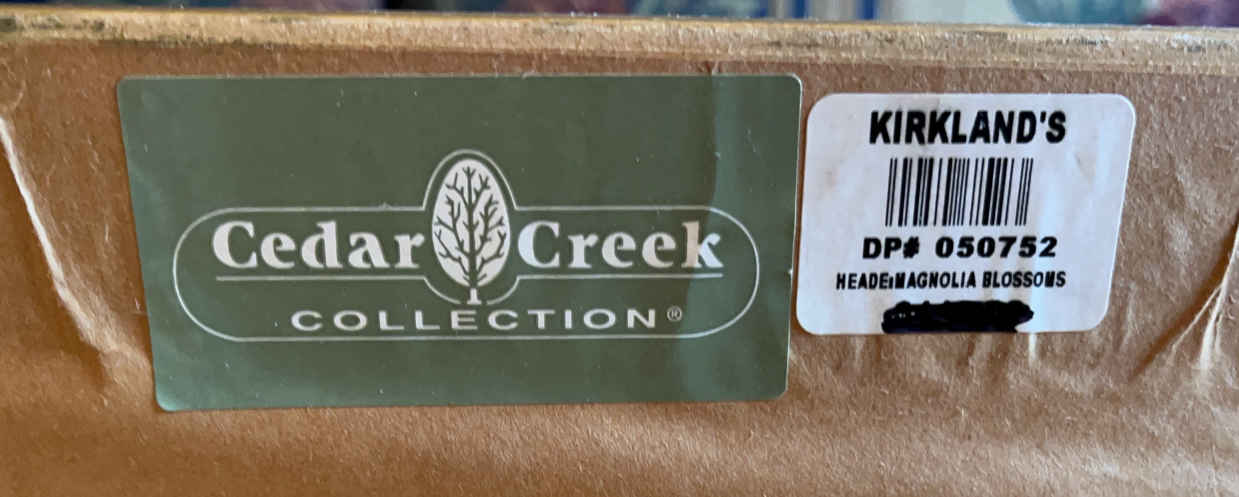 Cedar Creek
COLLECTION®
KIRKLAND'S
DP# 050752
HEADE:MAGNOLIA BLOSSOMS